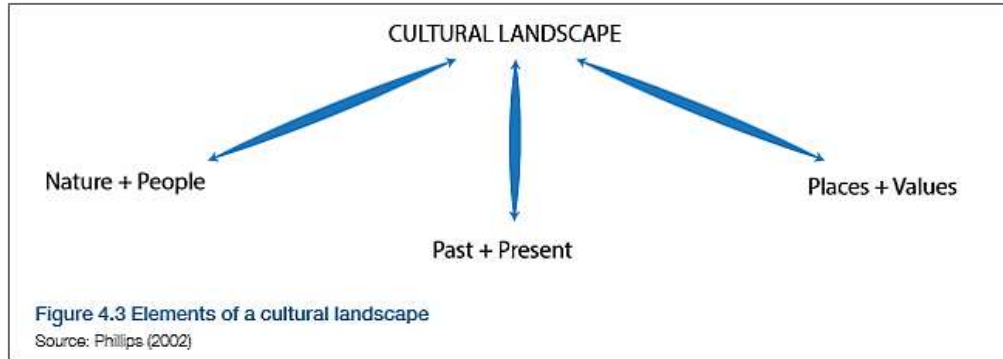 CULTURAL LANDSCAPE
Nature + People
Places + Values
Past + Present
Figure 4.3 Elements of a cultural landscape
Source: Phillips (2002)